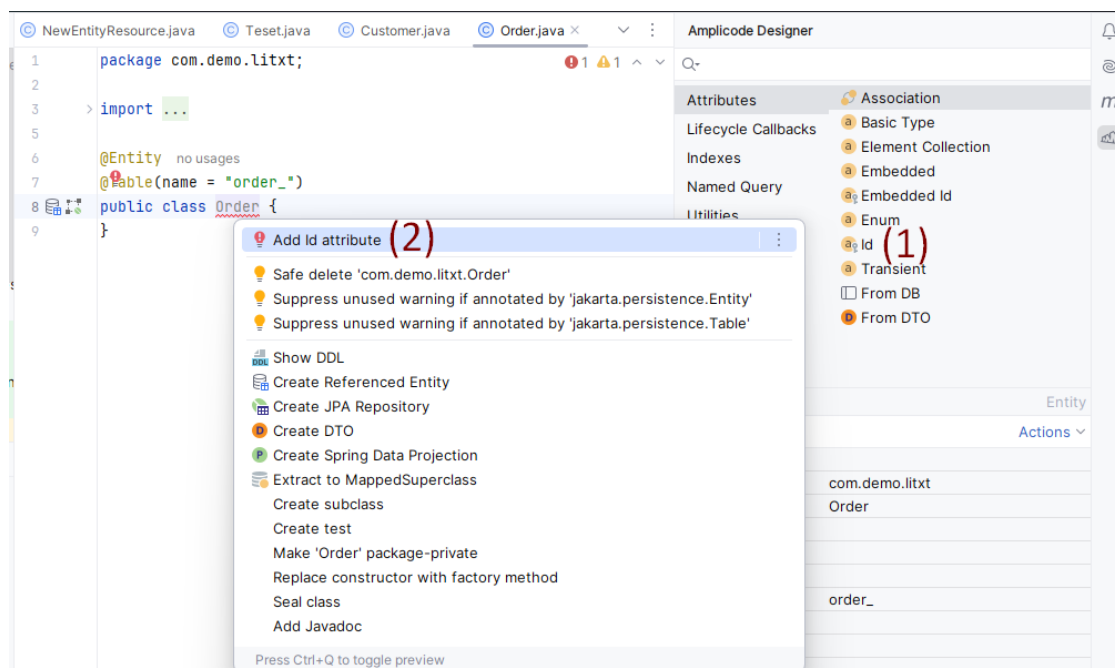 NewEntityResource.java Teset.java Customer.java Order.java
Amplicode Designer
1 package com.demo.litxt;
1 1
2
3 import ...
5
6 @Entity no usages
7 @Table(name = "order_")
8 public class Order {
9 }
Attributes
Lifecycle Callbacks
Indexes
Named Query
Utilities
Association
Basic Type
Element Collection
Embedded
Embedded Id
Enum
Id (1)
Transient
From DB
From DTO
Add Id attribute (2)
Safe delete 'com.demo.litxt.Order'
Suppress unused warning if annotated by 'jakarta.persistence.Entity'
Suppress unused warning if annotated by 'jakarta.persistence.Table'
Show DDL
Create Referenced Entity
Create JPA Repository
Create DTO
Create Spring Data Projection
Extract to MappedSuperclass
Create subclass
Create test
Make 'Order' package-private
Replace constructor with factory method
Seal class
Add Javadoc
Press Ctrl+Q to toggle preview
Entity
Actions
com.demo.litxt
Order
order_